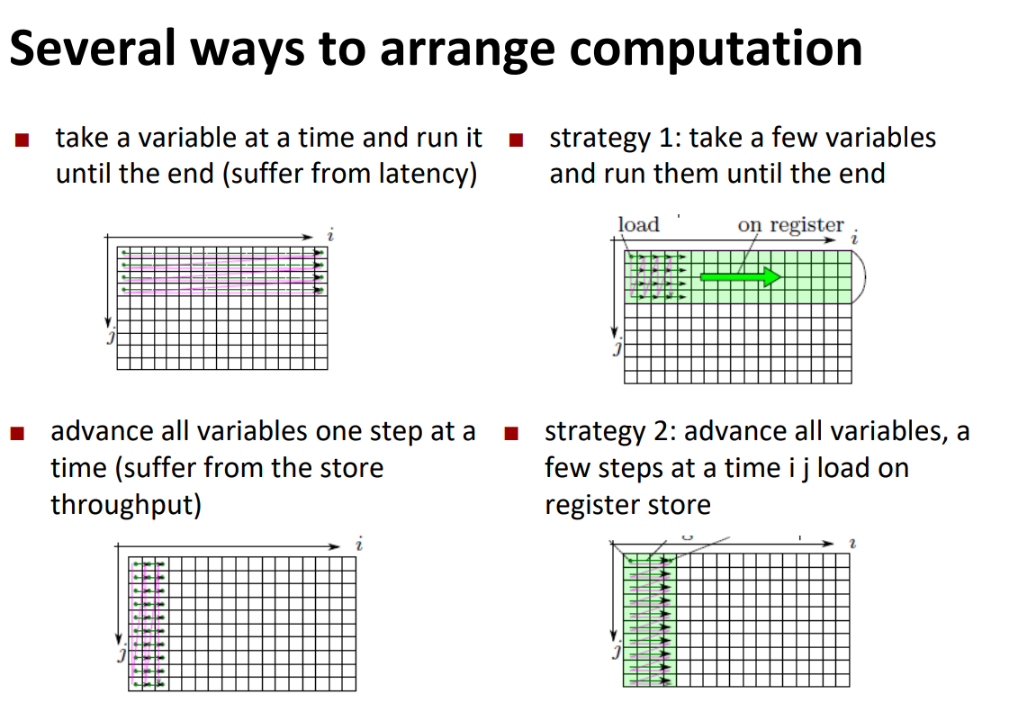 Several ways to arrange computation
take a variable at a time and run it
until the end (suffer from latency)
i
j
strategy 1: take a few variables
and run them until the end
load
on register
i
j
advance all variables one step at a
time (suffer from the store
throughput)
i
j
strategy 2: advance all variables, a
few steps at a time i j load on
register store
i
j